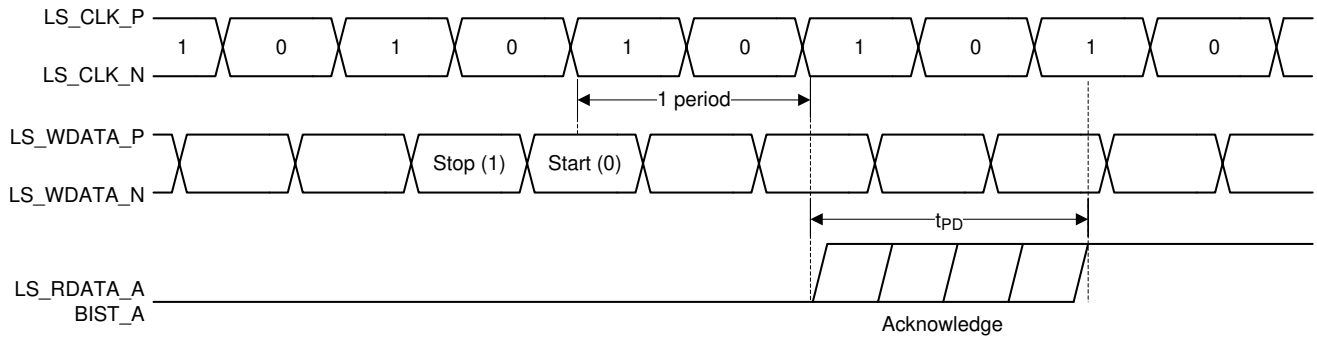 LS_CLK_P
1 0 1 0 1 0 1 0 1 0
LS_CLK_N
1 period
LS_WDATA_P
Stop (1) Start (0)
LS_WDATA_N
tPD
LS_RDATA_A
BIST_A
Acknowledge